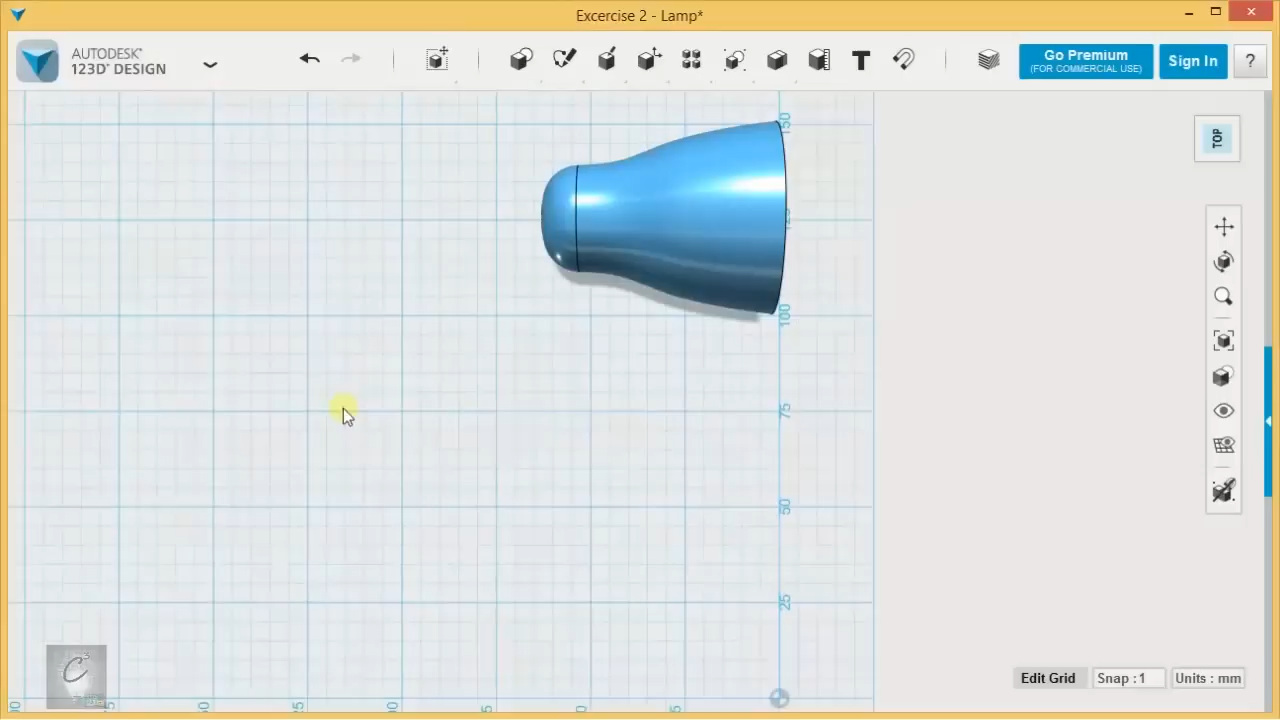 Excercise 2 - Lamp*
AUTODESK®
123D® DESIGN
T
Go Premium
(FOR COMMERCIAL USE)
Sign In
?
TOP
150
100
75
50
25
Edit Grid
Snap : 1
Units : mm